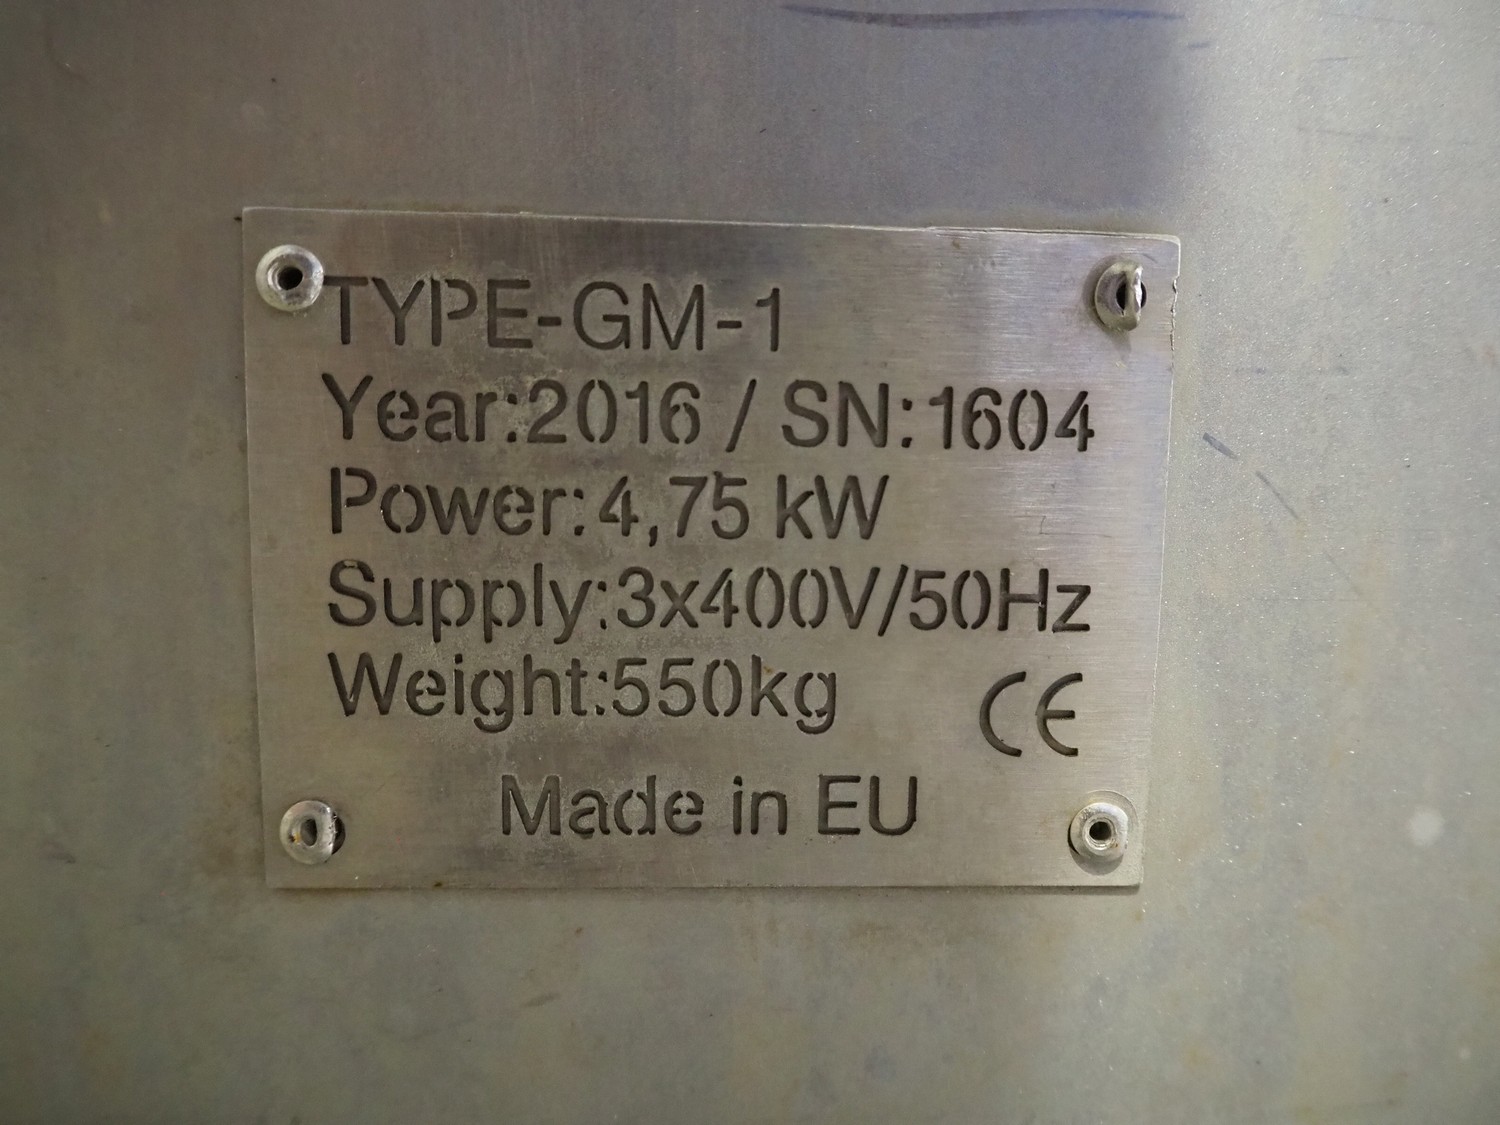 TYPE-GM-1
Year:2016 / SN:1604
Power:4,75 kW
Supply:3x400V/50Hz
Weight:550kg
CE
Made in EU